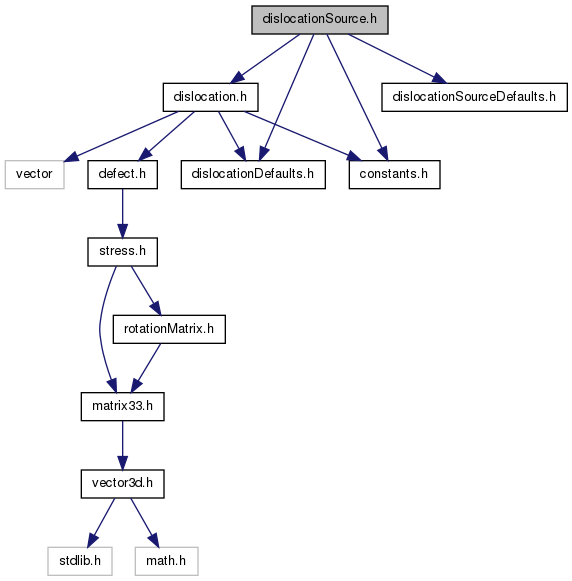 dislocationSource.h
dislocation.h
dislocationSourceDefaults.h
vector
defect.h
dislocationDefaults.h
constants.h
stress.h
rotationMatrix.h
matrix33.h
vector3d.h
stdlib.h
math.h